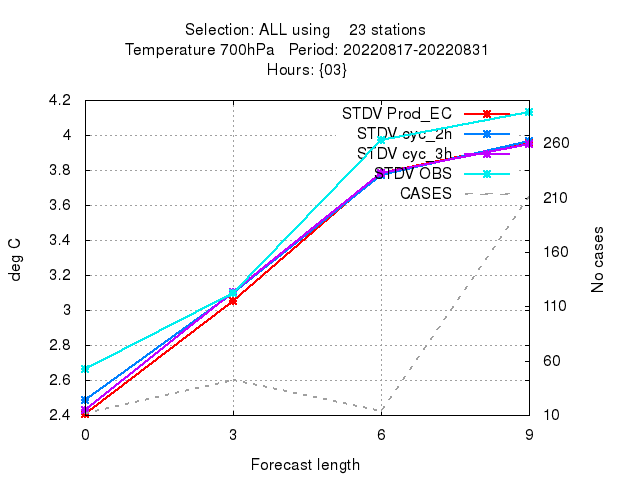 Selection: ALL using 23 stations
Temperature 700hPa Period: 20220817-20220831
Hours: {03}
4.2
4
3.8
3.6
3.4
3.2
3
2.8
2.6
2.4
deg C
STDV Prod_EC
STDV cyc_2h
STDV cyc_3h
STDV OBS
CASES
260
210
160
110
60
10
No cases
0 3 6 9
Forecast length